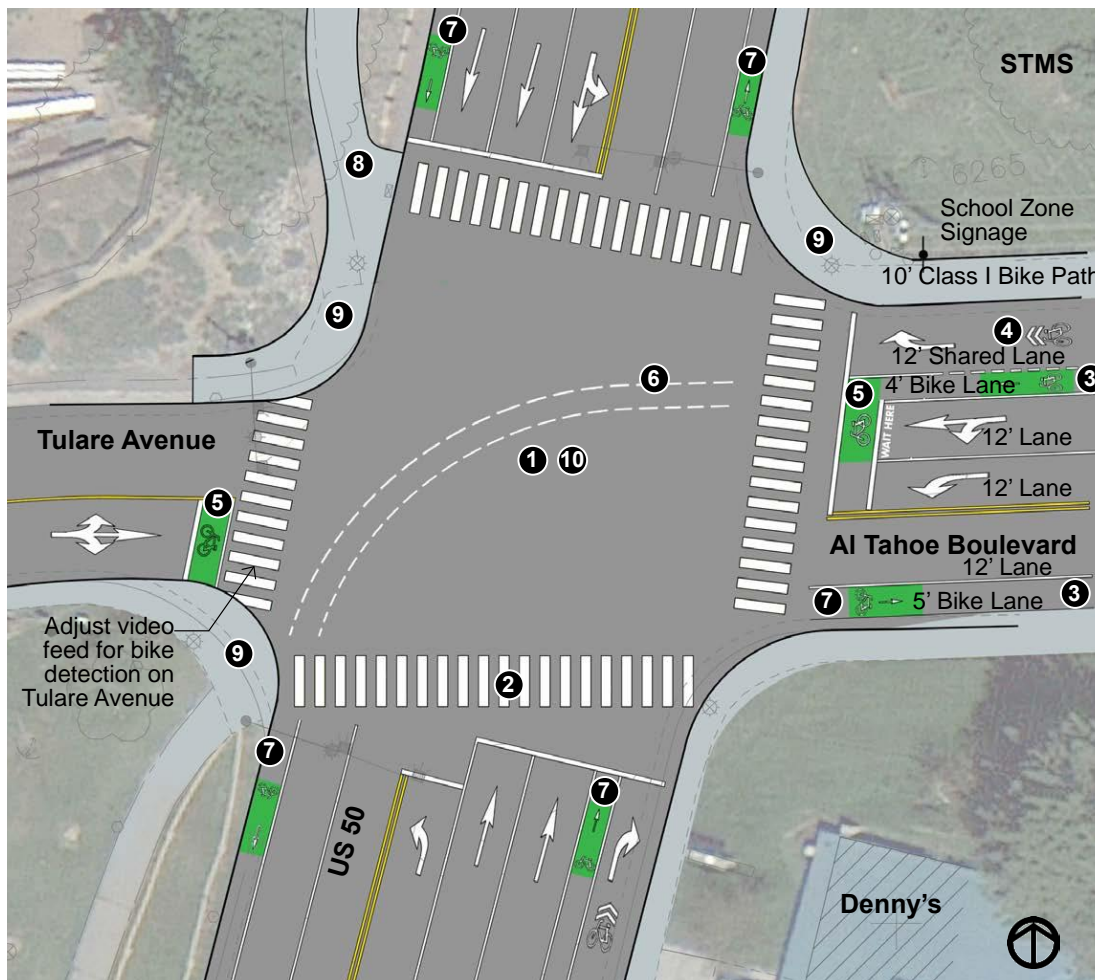 7
7
STMS
8
6265
School Zone
Signage
9
10' Class I Bike Path
9
4
12' Shared Lane
6
5
4' Bike Lane
3
Tulare Avenue
WAIT HERE
12' Lane
1
10
5
12' Lane
Al Tahoe Boulevard
12' Lane
7
5' Bike Lane
3
Adjust video
feed for bike
detection on
Tulare Avenue
9
2
7
7
US 50
Denny's